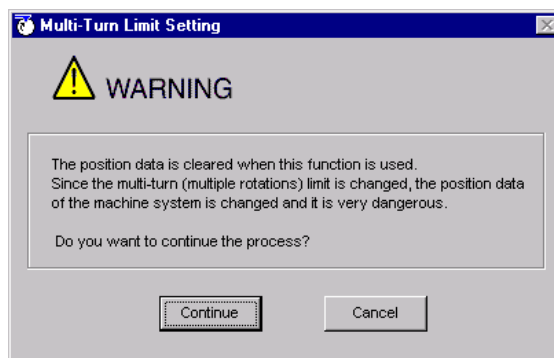 Multi-Turn Limit Setting
WARNING
The position data is cleared when this function is used.
Since the multi-turn (multiple rotations) limit is changed, the position data
of the machine system is changed and it is very dangerous.
Do you want to continue the process?
Continue
Cancel